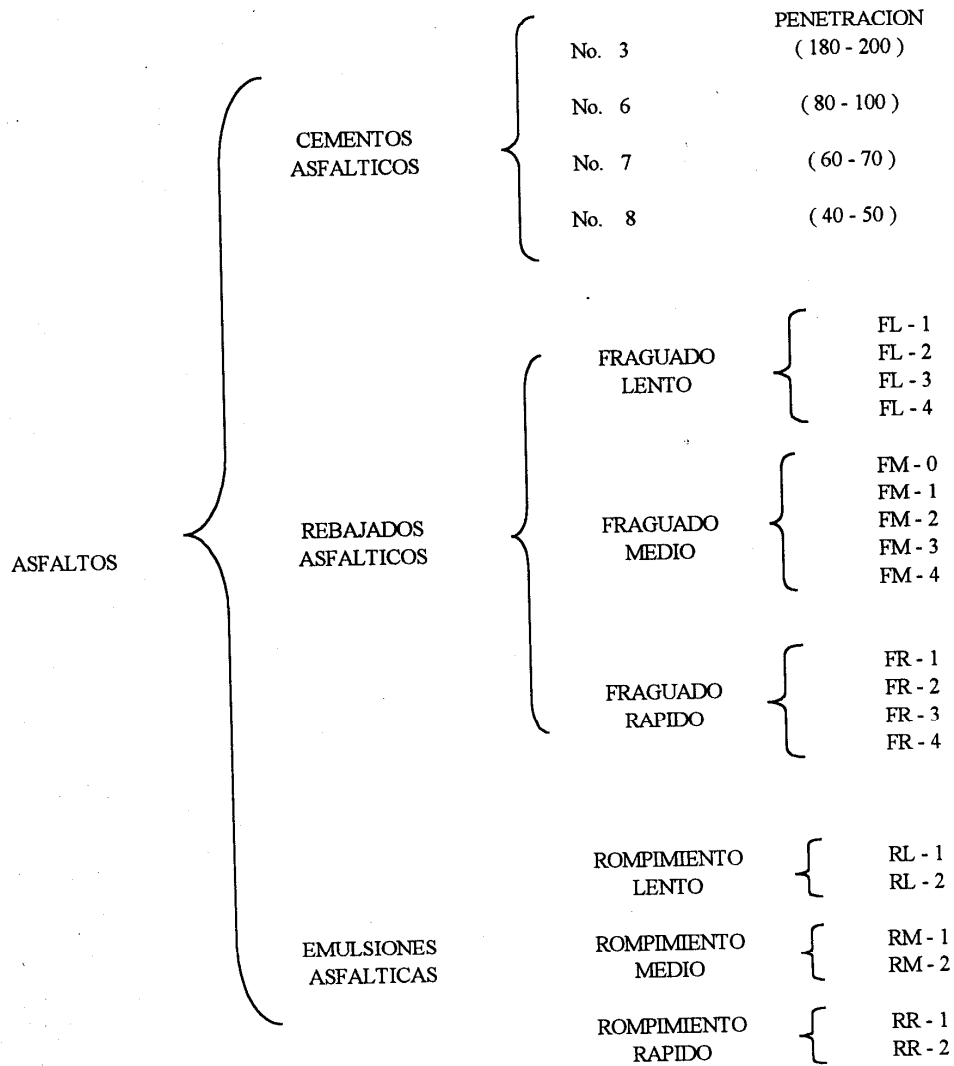 ASFALTOS
CEMENTOS
ASFALTICOS
PENETRACION
No. 3 ( 180 - 200 )
No. 6 ( 80 - 100 )
No. 7 ( 60 - 70 )
No. 8 ( 40 - 50 )
REBAJADOS
ASFALTICOS
FRAGUADO
LENTO
FL - 1
FL - 2
FL - 3
FL - 4
FRAGUADO
MEDIO
FM - 0
FM - 1
FM - 2
FM - 3
FM - 4
FRAGUADO
RAPIDO
FR - 1
FR - 2
FR - 3
FR - 4
EMULSIONES
ASFALTICAS
ROMPIMIENTO
LENTO
RL - 1
RL - 2
ROMPIMIENTO
MEDIO
RM - 1
RM - 2
ROMPIMIENTO
RAPIDO
RR - 1
RR - 2